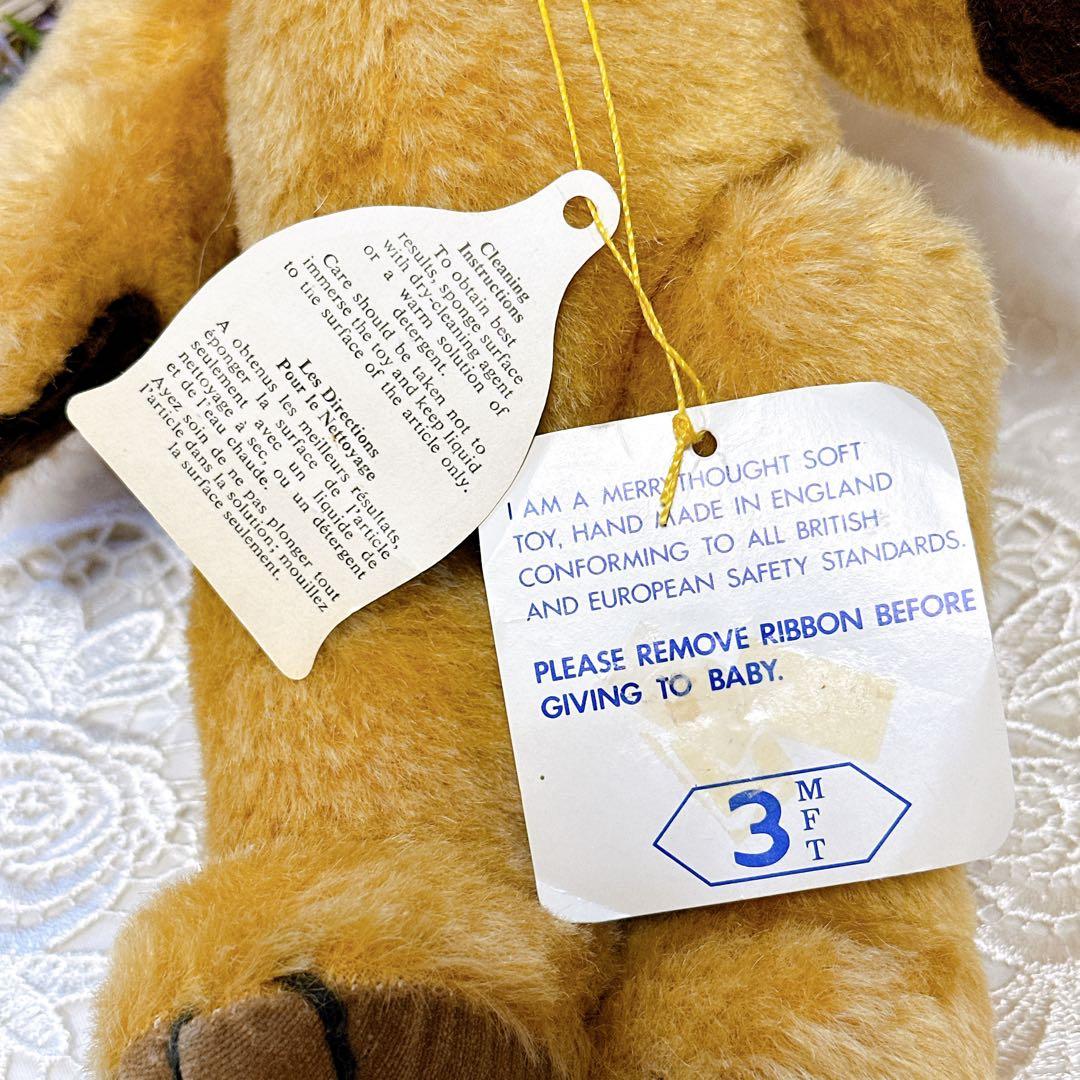 Cleaning
Instructions
To obtain best
results, sponge surface
with dry-cleaning agent
or a warm solution of
detergent.
Care should be taken not to
immerse the toy and keep liquid
to the surface of the article only.
Les Directions
Pour le Nettoyage
A obtenus les meilleurs résultats,
éponger la surface de l'article
seulement avec un liquide de
nettoyage à sec, ou un détergent
et de l'eau chaude.
Ayez soin de ne pas plonger tout
l'article dans la solution; mouillez
la surface seulement.
I AM A MERRYTHOUGHT SOFT
TOY, HAND MADE IN ENGLAND
CONFORMING TO ALL BRITISH
AND EUROPEAN SAFETY STANDARDS.
PLEASE REMOVE RIBBON BEFORE
GIVING TO BABY.
3 MFT